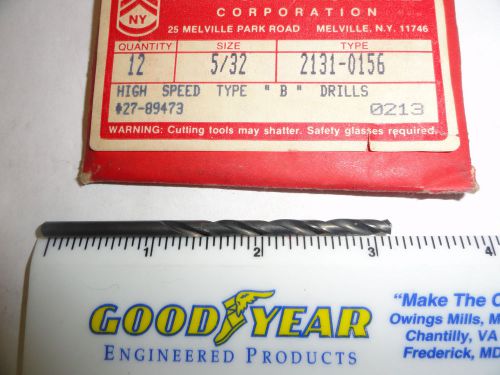 NY
CORPORATION
25 MELVILLE PARK ROAD MELVILLE, N.Y. 11746
QUANTITY SIZE TYPE
12 5/32 2131-0156
HIGH SPEED TYPE "B" DRILLS
#27-89473 0213
WARNING: Cutting tools may shatter. Safety glasses required.
1 2 3 4
GOODYEAR
ENGINEERED PRODUCTS
"Make The
Owings Mills, M
Chantilly, VA
Frederick, MD